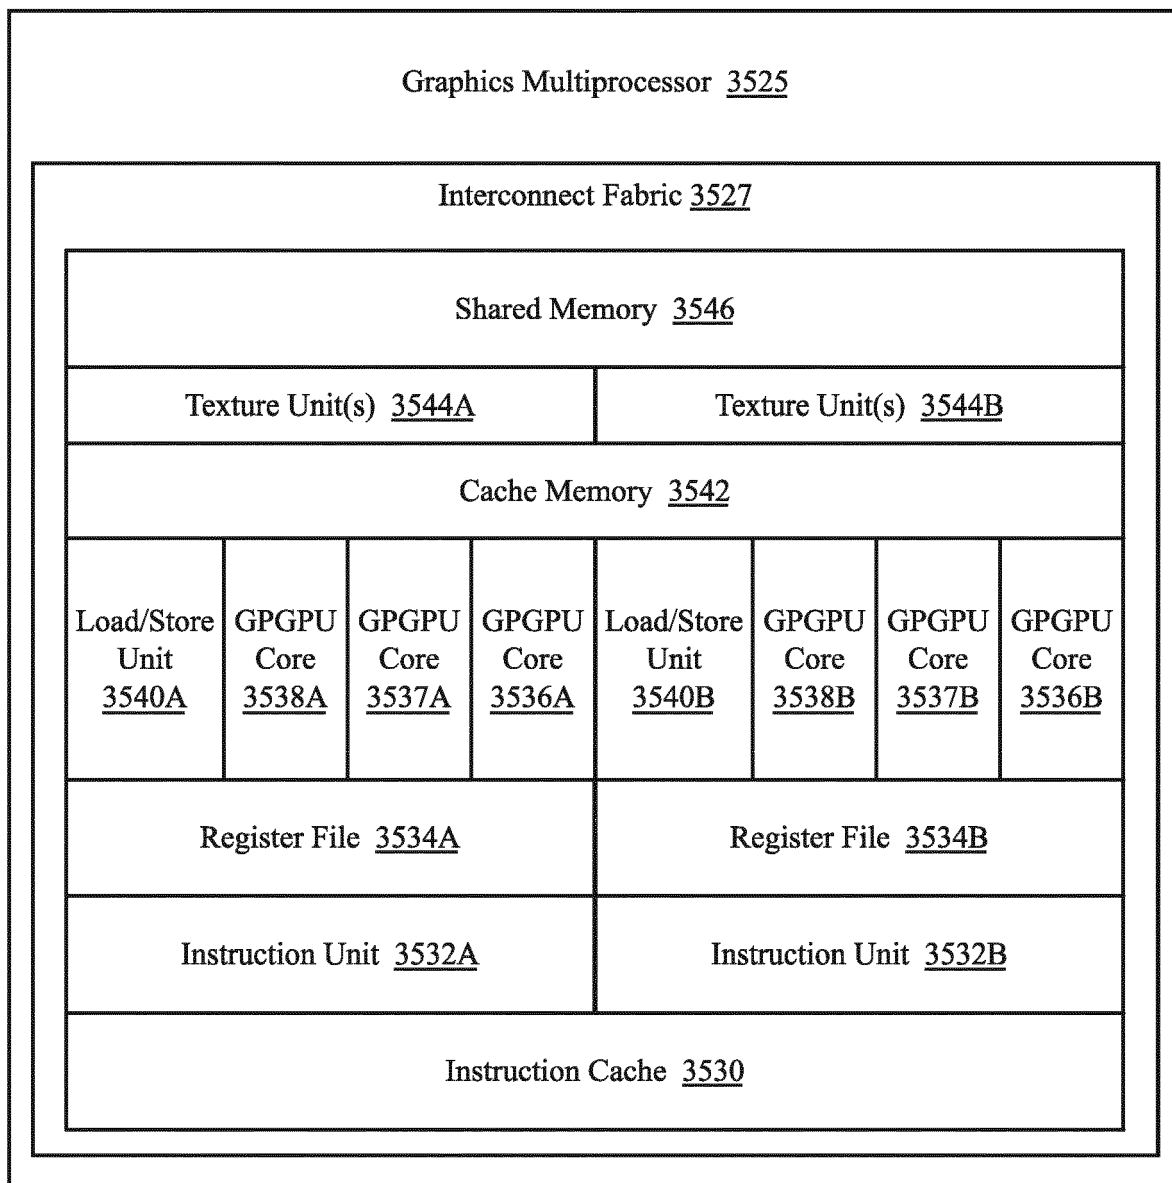 Graphics Multiprocessor 3525
Interconnect Fabric 3527
Shared Memory 3546
Texture Unit(s) 3544A
Texture Unit(s) 3544B
Cache Memory 3542
Load/Store
Unit
3540A
GPGPU
Core
3538A
GPGPU
Core
3537A
GPGPU
Core
3536A
Load/Store
Unit
3540B
GPGPU
Core
3538B
GPGPU
Core
3537B
GPGPU
Core
3536B
Register File 3534A
Register File 3534B
Instruction Unit 3532A
Instruction Unit 3532B
Instruction Cache 3530